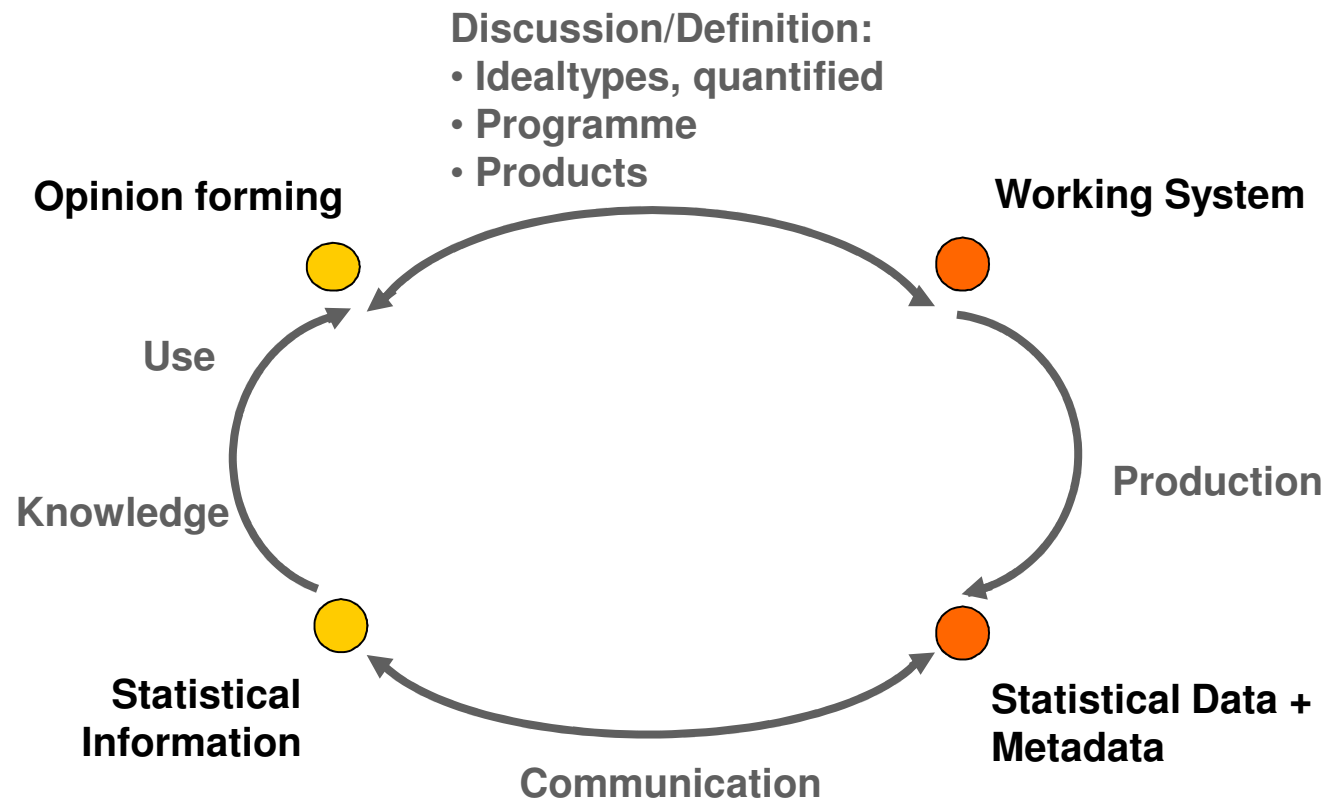 Discussion/Definition:
• Idealtypes, quantified
• Programme
• Products
Opinion forming
Working System
Use
Knowledge
Production
Statistical
Information
Statistical Data +
Metadata
Communication